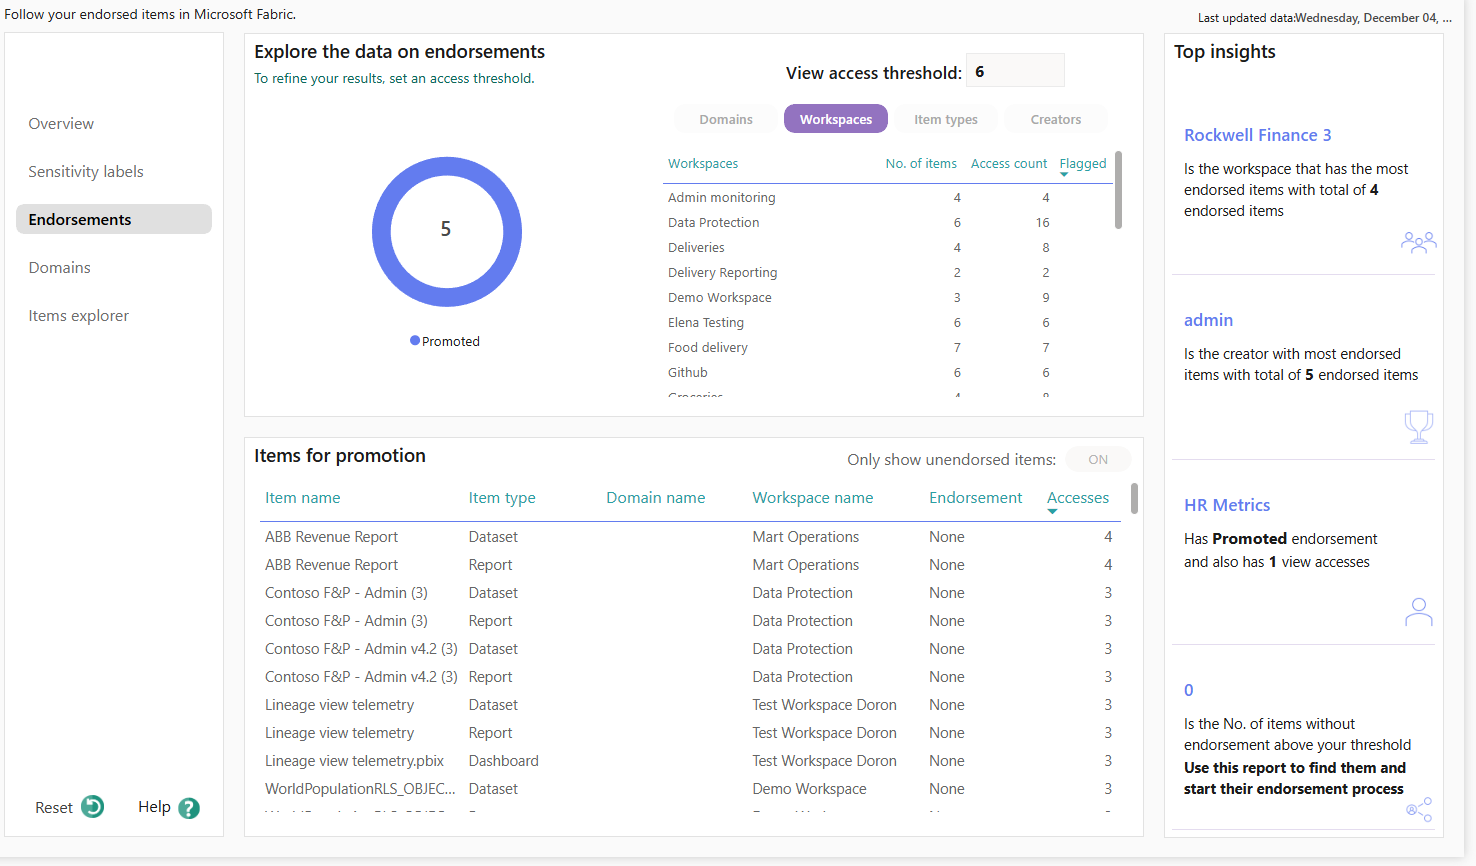 Follow your endorsed items in Microsoft Fabric.
Last updated data:Wednesday, December 04, ...
Overview
Sensitivity labels
Endorsements
Domains
Items explorer
Reset
Help ?
Explore the data on endorsements
To refine your results, set an access threshold.
View access threshold: 6
5
Promoted
Domains Workspaces Item types Creators
Workspaces No. of items Access count Flagged
Admin monitoring 4 4
Data Protection 6 16
Deliveries 4 8
Delivery Reporting 2 2
Demo Workspace 3 9
Elena Testing 6 6
Food delivery 7 7
Github 6 6
Groceries 4 8
Items for promotion
Only show unendorsed items: ON
Item name Item type Domain name Workspace name Endorsement Accesses
ABB Revenue Report Dataset Mart Operations None 4
ABB Revenue Report Report Mart Operations None 4
Contoso F&P - Admin (3) Dataset Data Protection None 3
Contoso F&P - Admin (3) Report Data Protection None 3
Contoso F&P - Admin v4.2 (3) Dataset Data Protection None 3
Contoso F&P - Admin v4.2 (3) Report Data Protection None 3
Lineage view telemetry Dataset Test Workspace Doron None 3
Lineage view telemetry Report Test Workspace Doron None 3
Lineage view telemetry.pbix Dashboard Test Workspace Doron None 3
WorldPopulationRLS_OBJEC... Dataset Demo Workspace None 3
Top insights
Rockwell Finance 3
Is the workspace that has the most
endorsed items with total of 4
endorsed items
admin
Is the creator with most endorsed
items with total of 5 endorsed items
HR Metrics
Has Promoted endorsement
and also has 1 view accesses
0
Is the No. of items without
endorsement above your threshold
Use this report to find them and
start their endorsement process